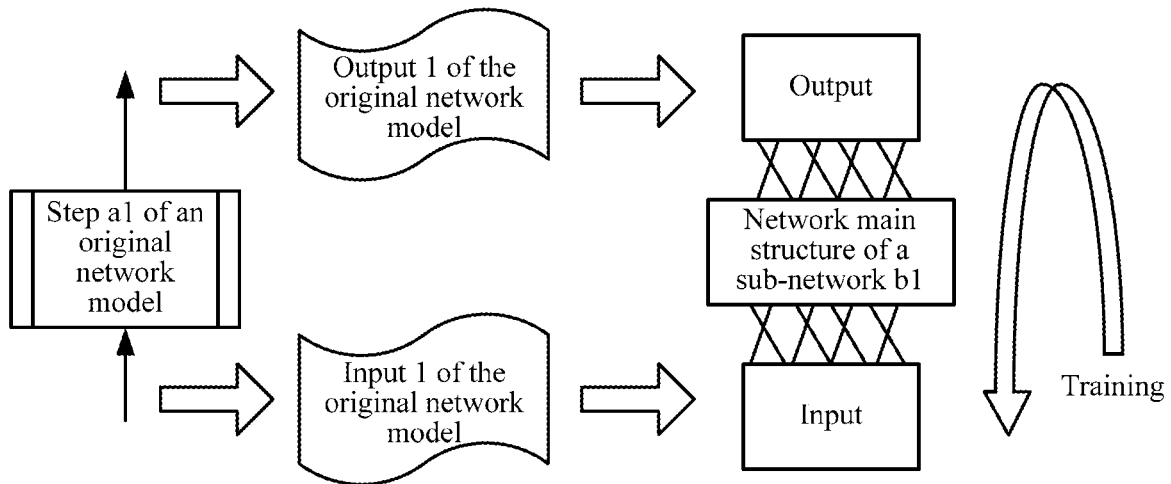 Output 1 of the
original network
model
Output
Step a1 of an
original
network
model
Network main
structure of a
sub-network b1
Input 1 of the
original network
model
Input
Training